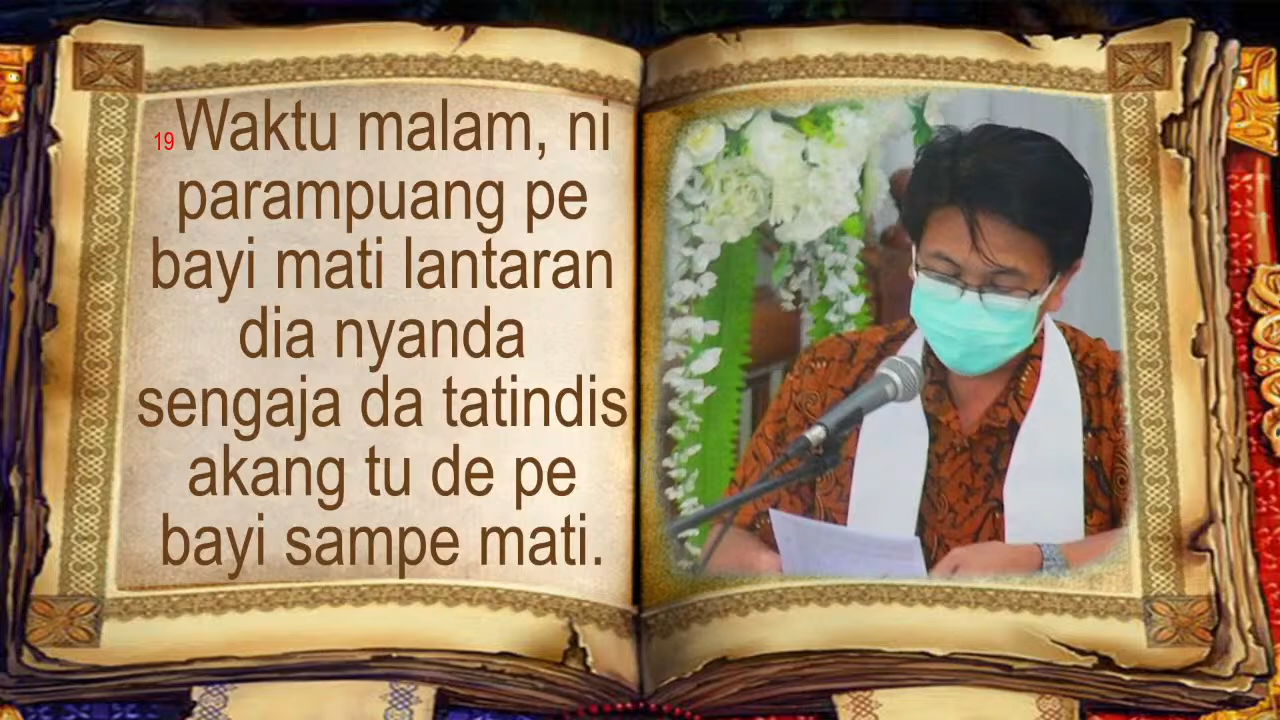 19Waktu malam, ni
parampuang pe
bayi mati lantaran
dia nyanda
sengaja da tatindis
akang tu de pe
bayi sampe mati.